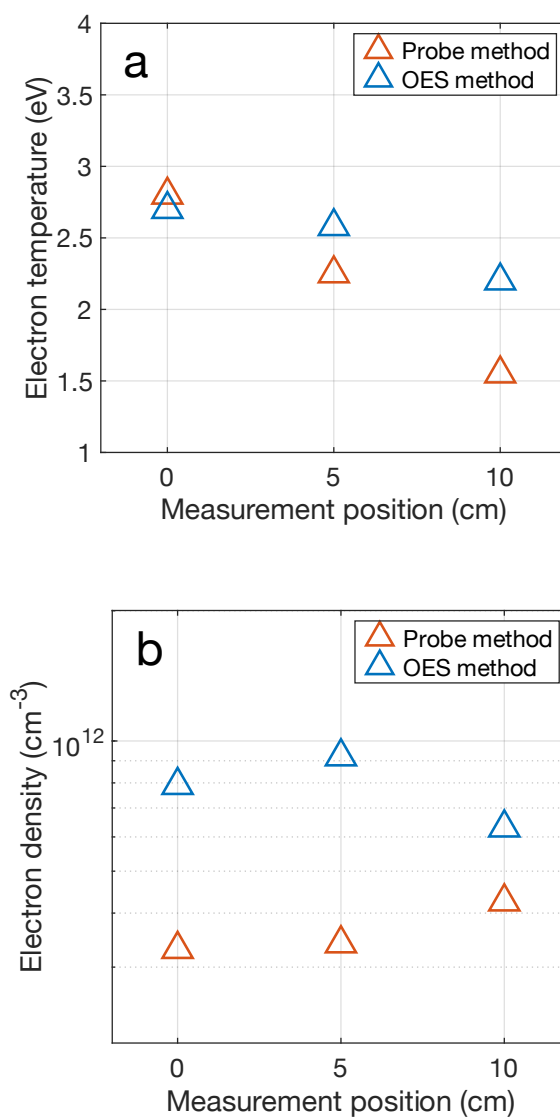 a
Probe method
OES method
4
3.5
3
2.5
2
1.5
1
Electron temperature (eV)
0 5 10
Measurement position (cm)
b
Probe method
OES method
10^12
Electron density (cm^-3)
0 5 10
Measurement position (cm)